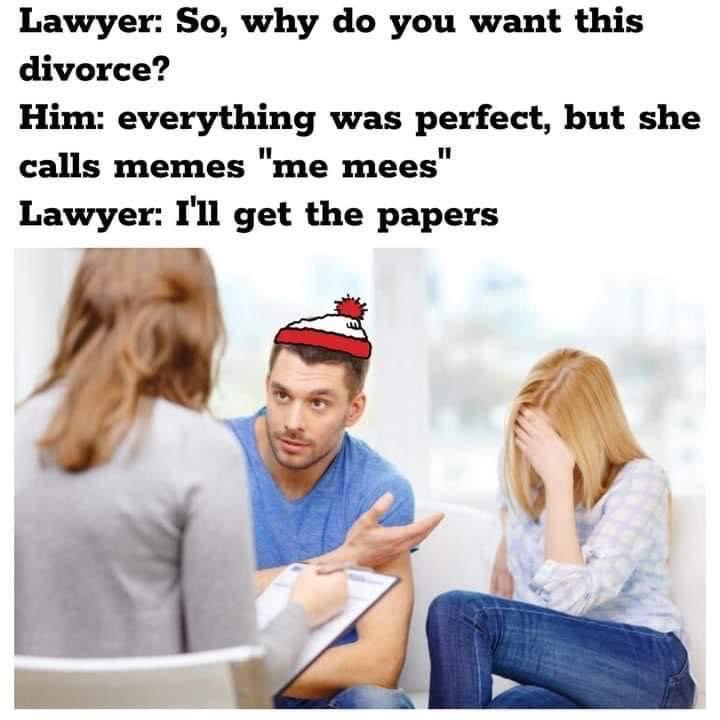 Lawyer: So, why do you want this
divorce?
Him: everything was perfect, but she
calls memes "me mees"
Lawyer: I'll get the papers